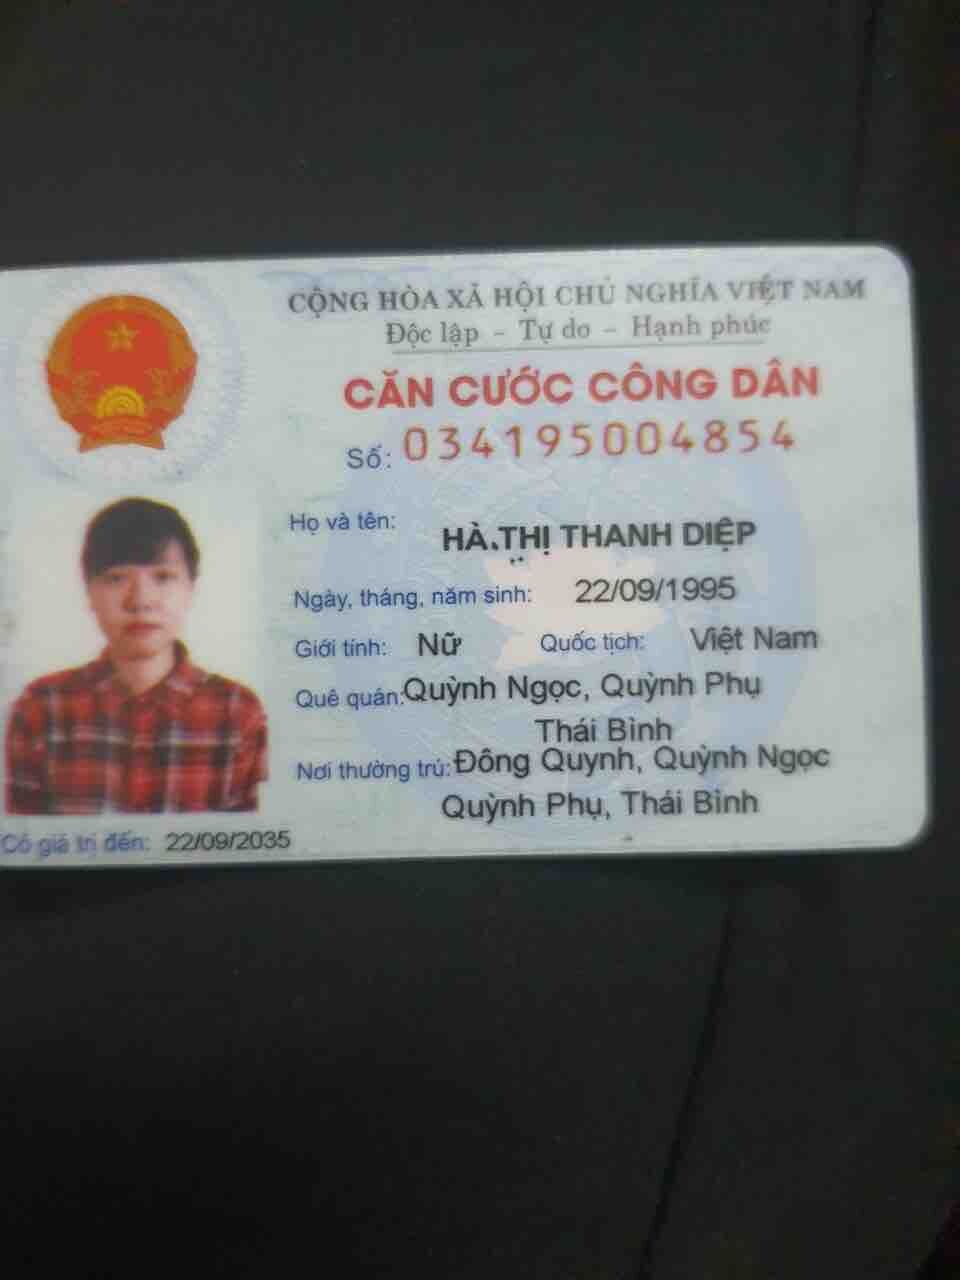 CỘNG HÒA XÃ HỘI CHỦ NGHĨA VIỆT NAM
Độc lập - Tự do - Hạnh phúc
CĂN CƯỚC CÔNG DÂN
Số: 034195004854
Họ và tên: HÀ THỊ THANH DIỆP
Ngày, tháng, năm sinh: 22/09/1995
Giới tính: Nữ Quốc tịch: Việt Nam
Quê quán: Quỳnh Ngọc, Quỳnh Phụ
Thái Bình
Nơi thường trú: Đông Quynh, Quỳnh Ngọc
Quỳnh Phụ, Thái Bình
Có giá trị đến: 22/09/2035